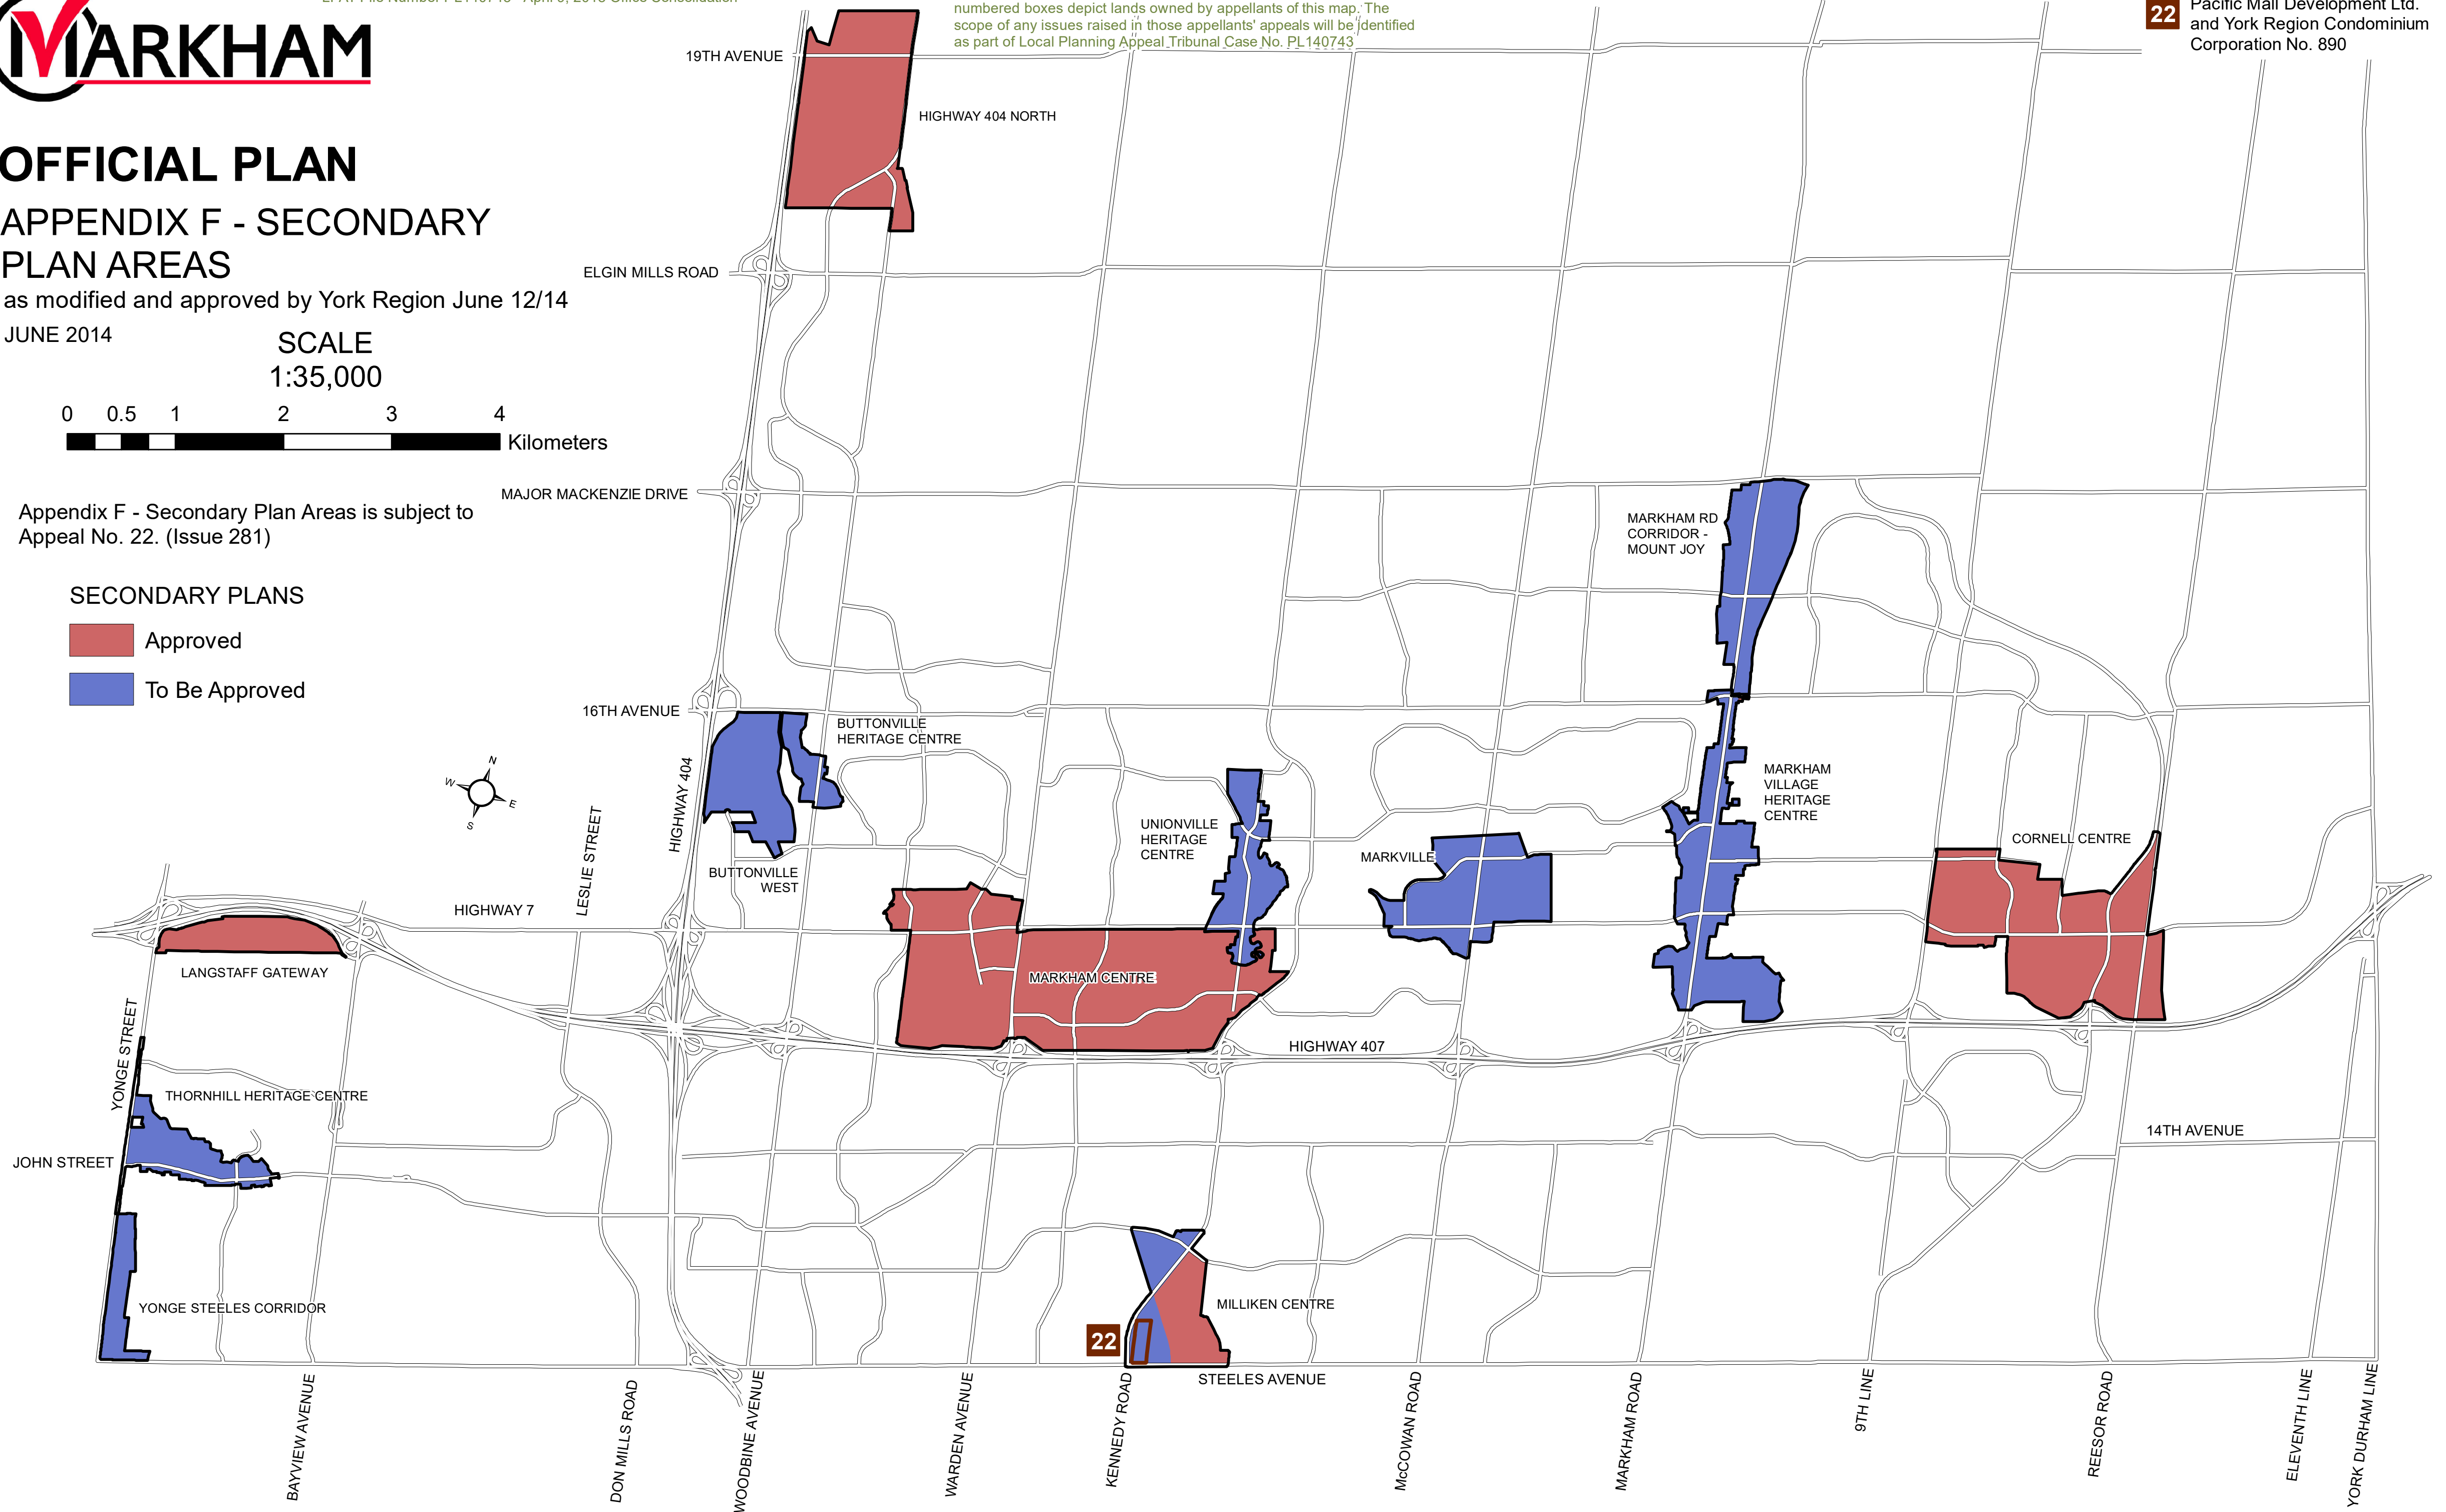 numbered boxes depict lands owned by appellants of this map. The
scope of any issues raised in those appellants' appeals will be identified
as part of Local Planning Appeal Tribunal Case No. PL140743
22
Pacific Mall Development Ltd.
and York Region Condominium
Corporation No. 890
MARKHAM
OFFICIAL PLAN
APPENDIX F - SECONDARY
PLAN AREAS
as modified and approved by York Region June 12/14
JUNE 2014
SCALE
1:35,000
0 0.5 1 2 3 4
Kilometers
Appendix F - Secondary Plan Areas is subject to
Appeal No. 22. (Issue 281)
SECONDARY PLANS
Approved
To Be Approved
N
W
E
S
19TH AVENUE
HIGHWAY 404 NORTH
ELGIN MILLS ROAD
MAJOR MACKENZIE DRIVE
MARKHAM RD
CORRIDOR -
MOUNT JOY
16TH AVENUE
BUTTONVILLE
HERITAGE CENTRE
HIGHWAY 404
LESLIE STREET
MARKHAM
VILLAGE
HERITAGE
CENTRE
UNIONVILLE
HERITAGE
CENTRE
MARKVILLE
CORNELL CENTRE
BUTTONVILLE
WEST
HIGHWAY 7
LANGSTAFF GATEWAY
MARKHAM CENTRE
YONGE STREET
HIGHWAY 407
THORNHILL HERITAGE CENTRE
14TH AVENUE
JOHN STREET
YONGE STEELES CORRIDOR
MILLIKEN CENTRE
22
STEELES AVENUE
BAYVIEW AVENUE
DON MILLS ROAD
WOODBINE AVENUE
WARDEN AVENUE
KENNEDY ROAD
McCOWAN ROAD
MARKHAM ROAD
9TH LINE
REESOR ROAD
ELEVENTH LINE
YORK DURHAM LINE